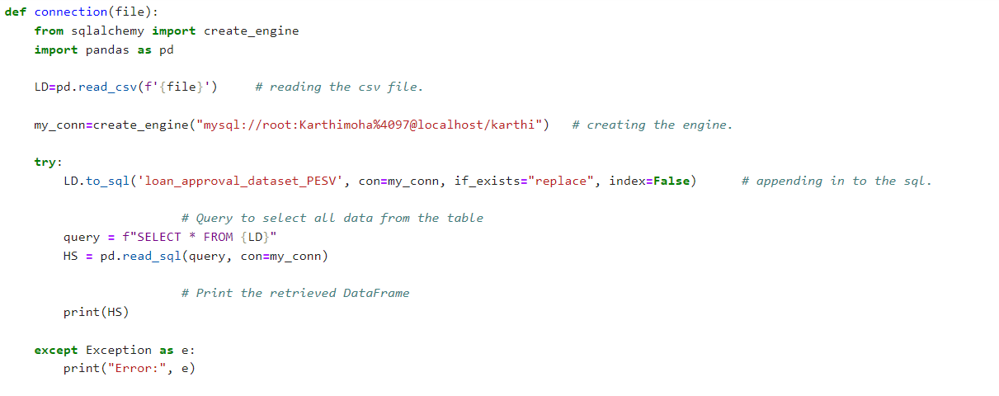 def connection(file):
    from sqlalchemy import create_engine
    import pandas as pd
    LD=pd.read_csv(f'{file}')     # reading the csv file.
    my_conn=create_engine("mysql://root:Karthimoha%4097@localhost/karthi")   # creating the engine.
    try:
        LD.to_sql('loan_approval_dataset_PESV', con=my_conn, if_exists="replace", index=False)      # appending in to the sql.
                        # Query to select all data from the table
        query = f"SELECT * FROM {LD}"
        HS = pd.read_sql(query, con=my_conn)
                        # Print the retrieved DataFrame
        print(HS)
    except Exception as e:
        print("Error:", e)